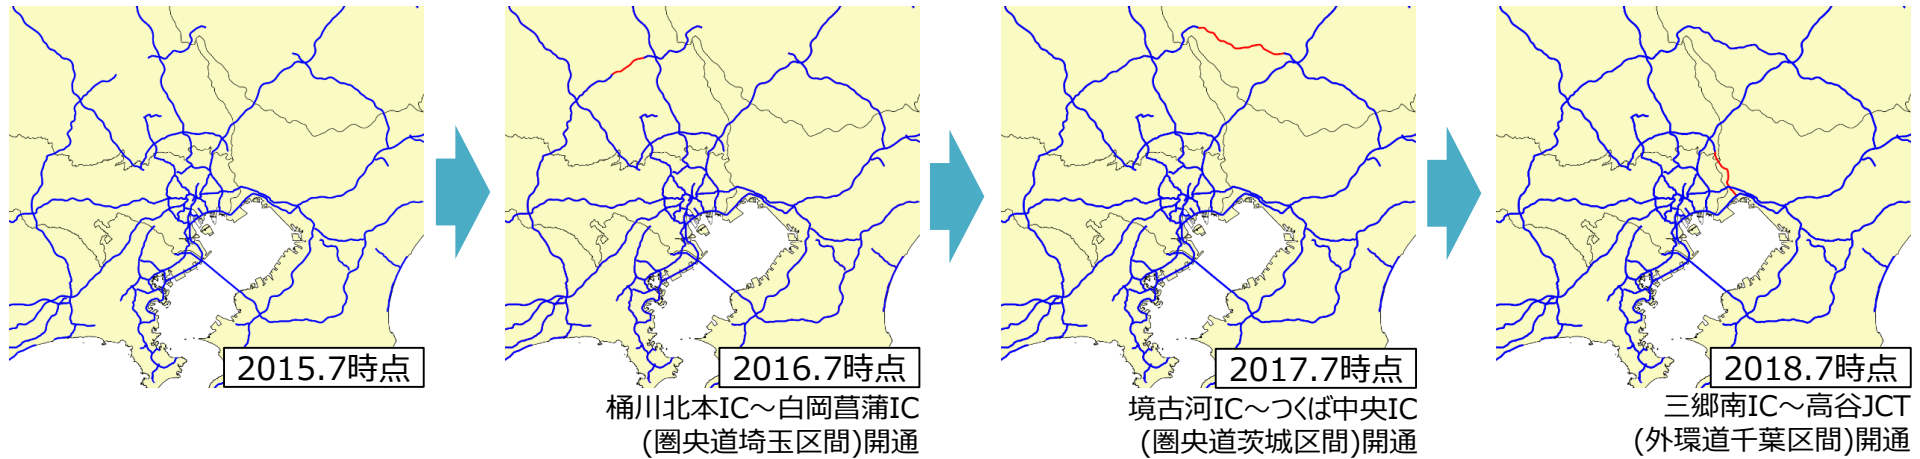 2015.7時点
2016.7時点
桶川北本IC～白岡菖蒲IC
(圏央道埼玉区間)開通
2017.7時点
境古河IC～つくば中央IC
(圏央道茨城区間)開通
2018.7時点
三郷南IC～高谷JCT
(外環道千葉区間)開通